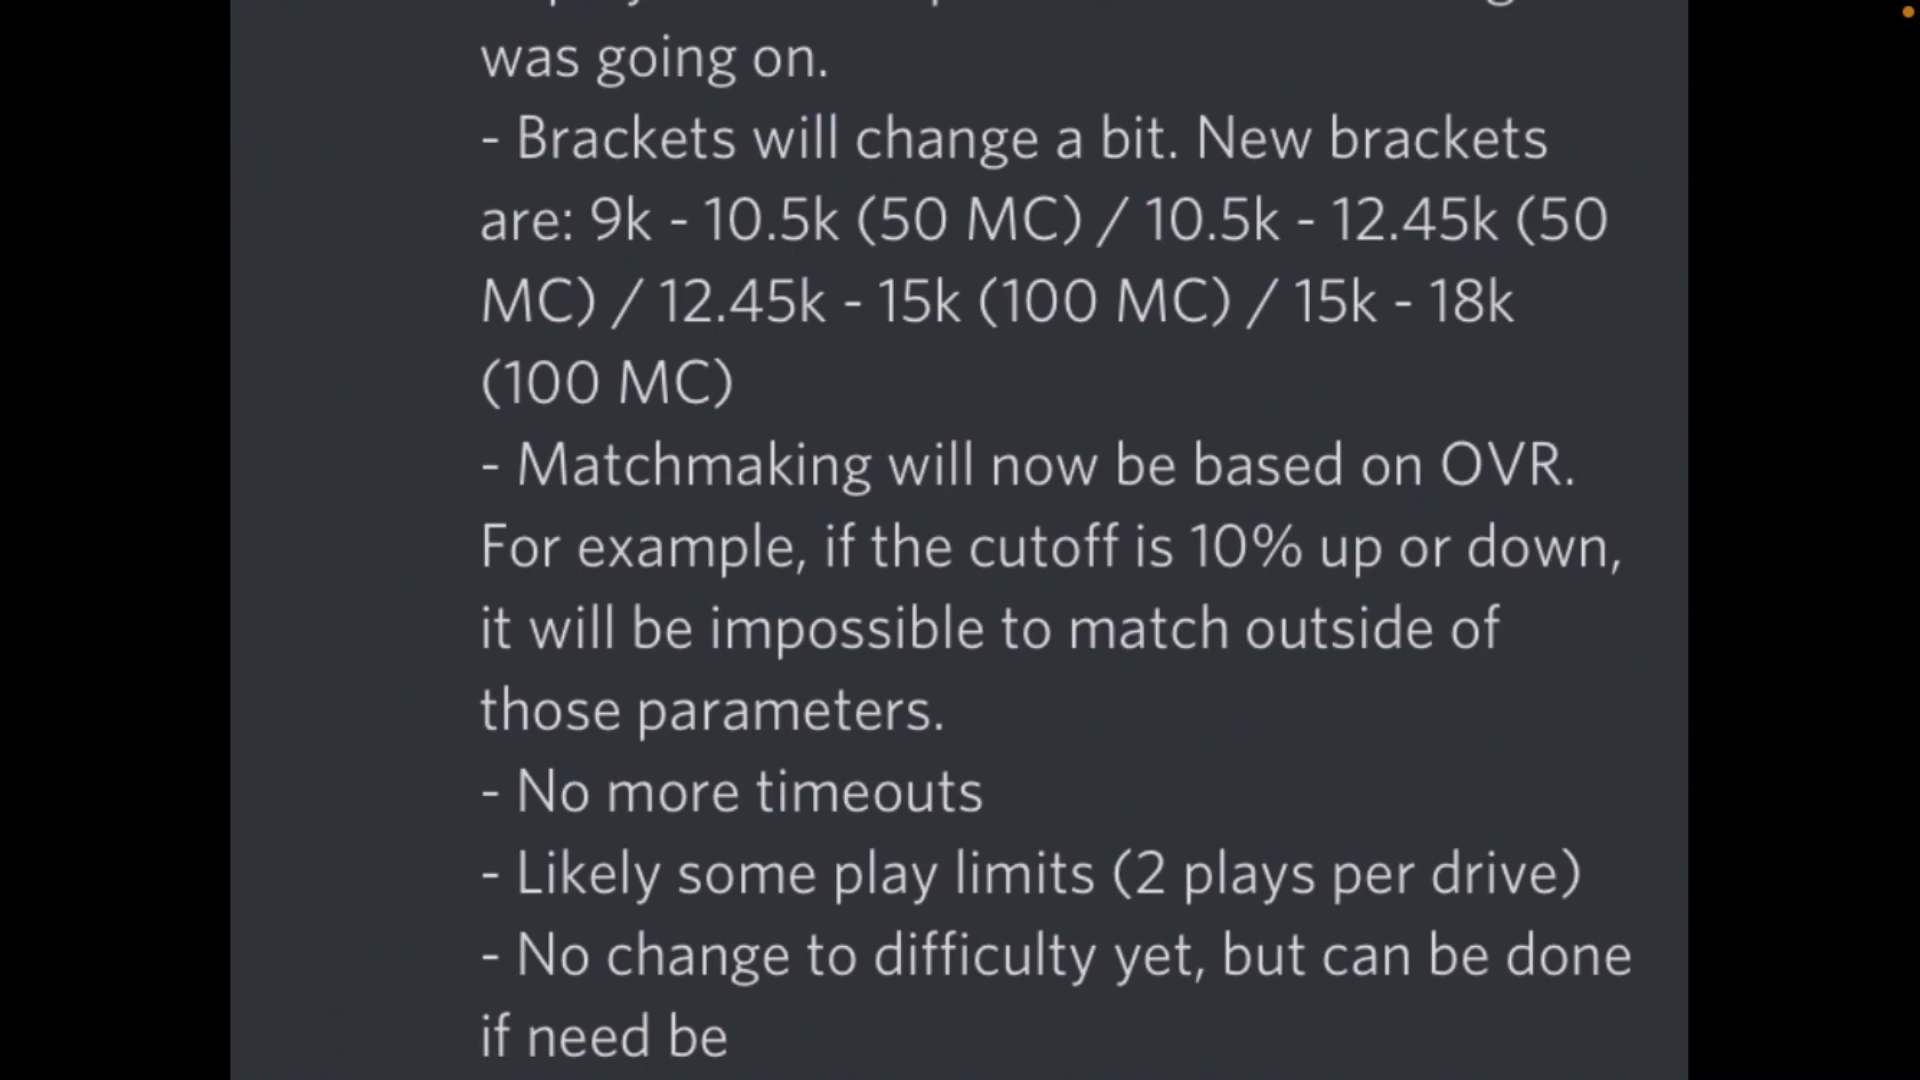 was going on.
- Brackets will change a bit. New brackets
are: 9k - 10.5k (50 MC) / 10.5k - 12.45k (50
MC) / 12.45k - 15k (100 MC) / 15k - 18k
(100 MC)
- Matchmaking will now be based on OVR.
For example, if the cutoff is 10% up or down,
it will be impossible to match outside of
those parameters.
- No more timeouts
- Likely some play limits (2 plays per drive)
- No change to difficulty yet, but can be done
if need be